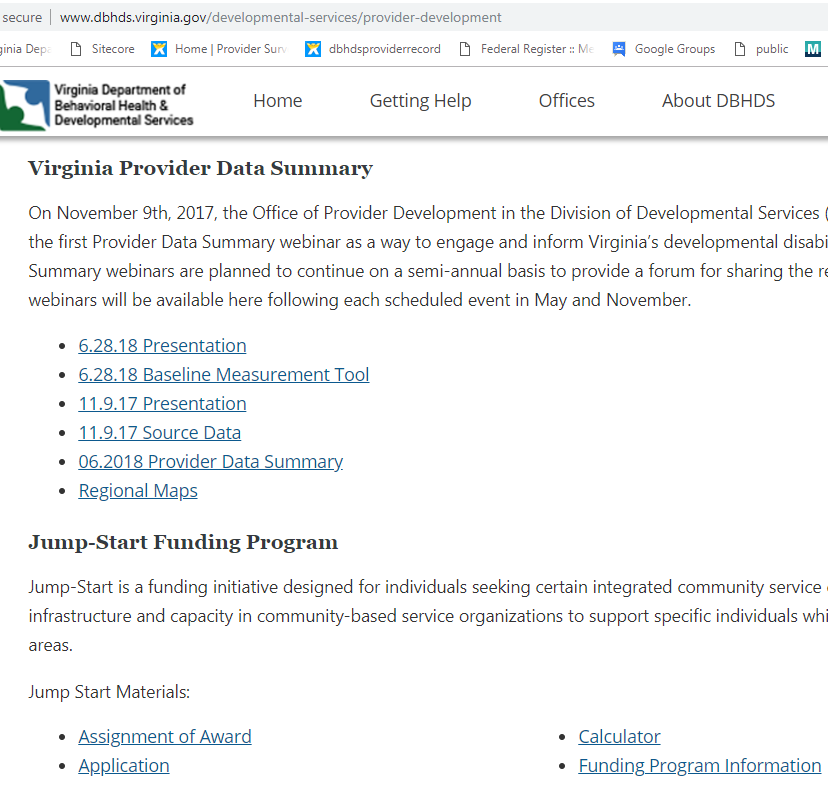 secure | www.dbhds.virginia.gov/developmental-services/provider-development
ginia Depa Sitecore Home | Provider Surv dbhdsproviderrecord Federal Register :: Me Google Groups public M
Virginia Department of
Behavioral Health &
Developmental Services
Home Getting Help Offices About DBHDS
Virginia Provider Data Summary
On November 9th, 2017, the Office of Provider Development in the Division of Developmental Services (
the first Provider Data Summary webinar as a way to engage and inform Virginia's developmental disabi
Summary webinars are planned to continue on a semi-annual basis to provide a forum for sharing the re
webinars will be available here following each scheduled event in May and November.
• 6.28.18 Presentation
• 6.28.18 Baseline Measurement Tool
• 11.9.17 Presentation
• 11.9.17 Source Data
• 06.2018 Provider Data Summary
• Regional Maps
Jump-Start Funding Program
Jump-Start is a funding initiative designed for individuals seeking certain integrated community service
infrastructure and capacity in community-based service organizations to support specific individuals whi
areas.
Jump Start Materials:
• Assignment of Award
• Application
• Calculator
• Funding Program Information